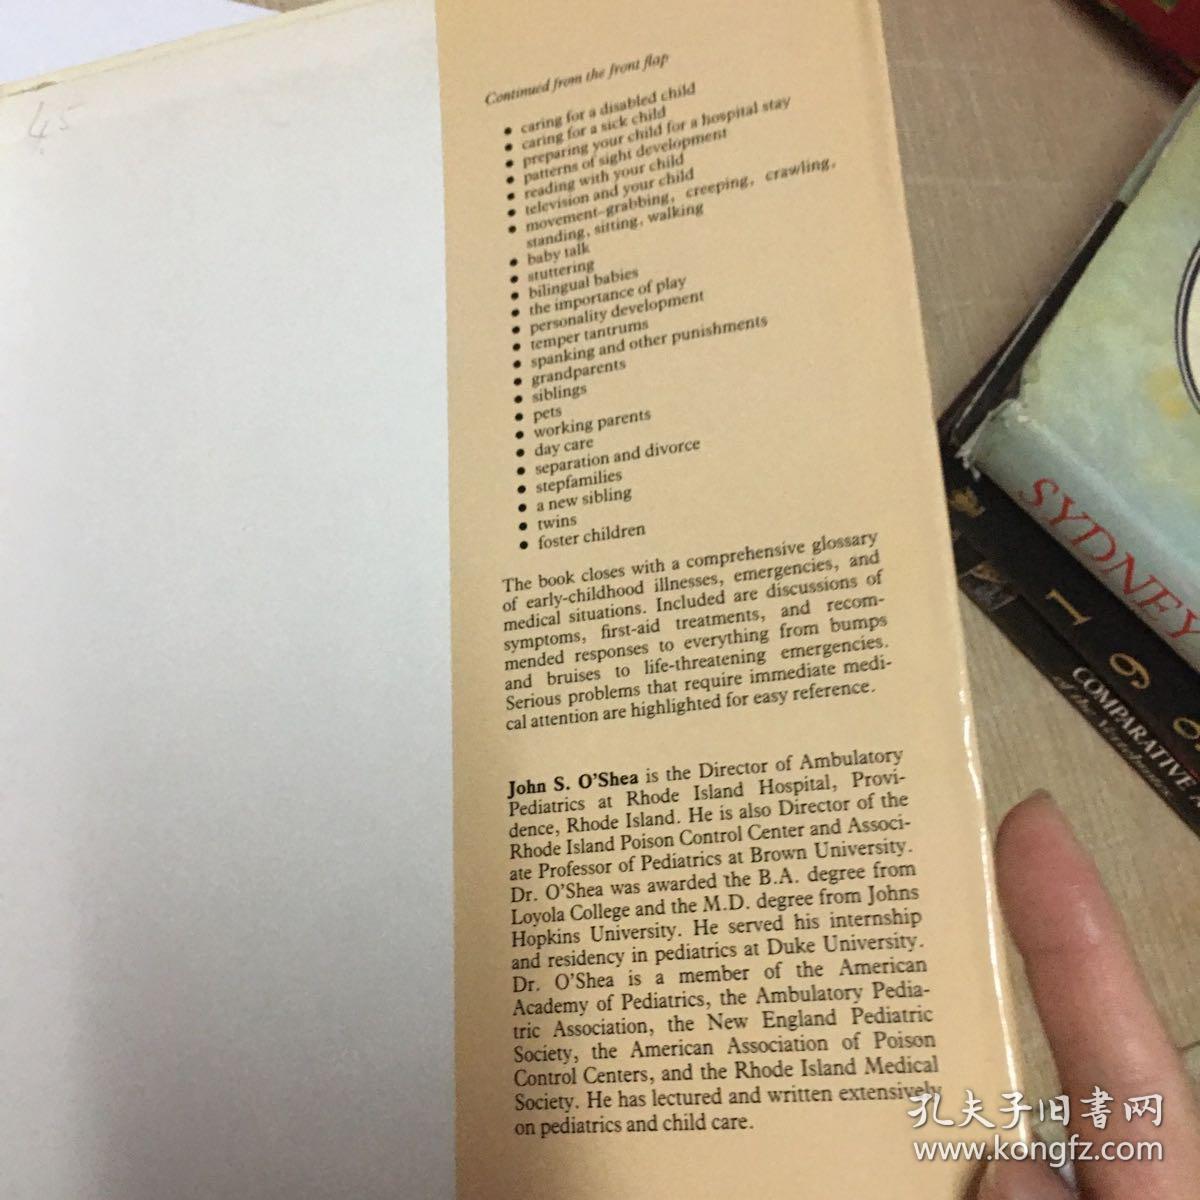 45
Continued from the front flap
• caring for a disabled child
• caring for a sick child
• preparing your child for a hospital stay
• patterns of sight development
• reading with your child
• television and your child
• movement–grabbing, creeping, crawling,
standing, sitting, walking
• baby talk
• stuttering
• bilingual babies
• the importance of play
• personality development
• temper tantrums
• spanking and other punishments
• grandparents
• siblings
• pets
• working parents
• day care
• separation and divorce
• stepfamilies
• a new sibling
• twins
• foster children
The book closes with a comprehensive glossary
of early-childhood illnesses, emergencies, and
medical situations. Included are discussions of
symptoms, first-aid treatments, and recom-
mended responses to everything from bumps
and bruises to life-threatening emergencies.
Serious problems that require immediate medi-
cal attention are highlighted for easy reference.
John S. O'Shea is the Director of Ambulatory
Pediatrics at Rhode Island Hospital, Provi-
dence, Rhode Island. He is also Director of the
Rhode Island Poison Control Center and Associ-
ate Professor of Pediatrics at Brown University.
Dr. O'Shea was awarded the B.A. degree from
Loyola College and the M.D. degree from Johns
Hopkins University. He served his internship
and residency in pediatrics at Duke University.
Dr. O'Shea is a member of the American
Academy of Pediatrics, the Ambulatory Pedia-
tric Association, the New England Pediatric
Society, the American Association of Poison
Control Centers, and the Rhode Island Medical
Society. He has lectured and written extensively
on pediatrics and child care.
SYDNEY
1 9
COMPARATIVE
of the Vertebrates
孔夫子旧書网
www.kongfz.com